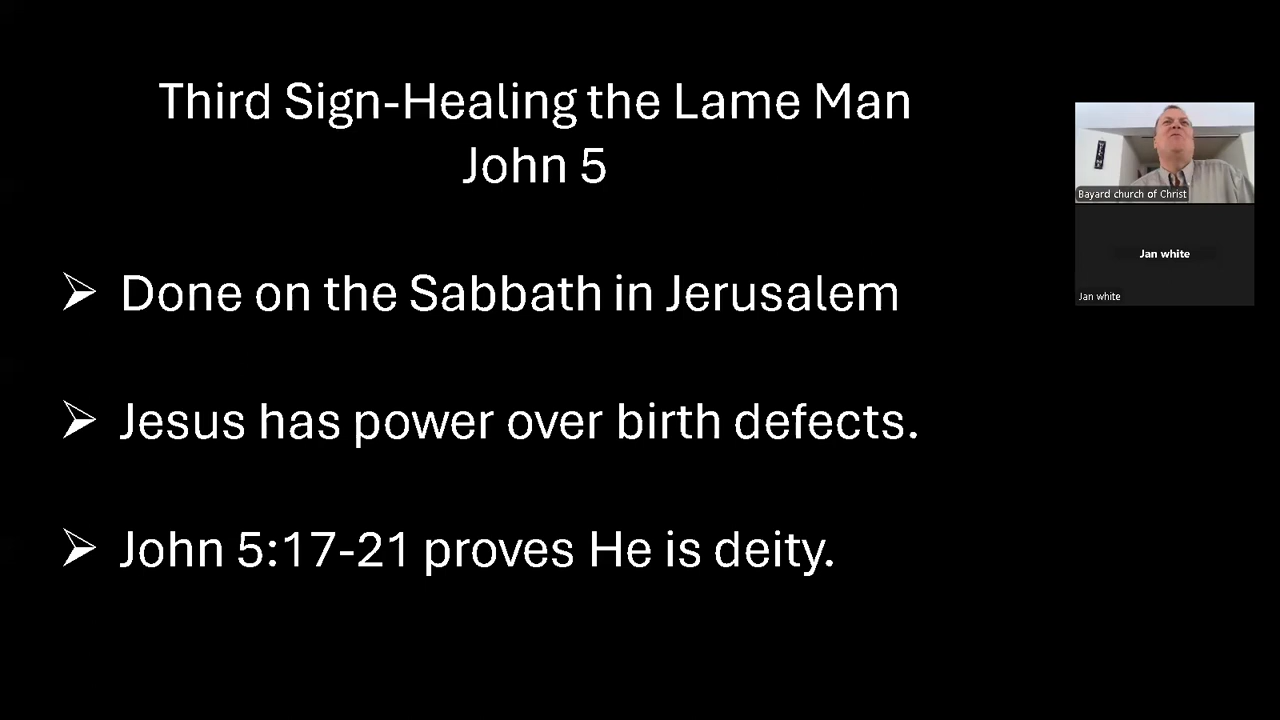 Third Sign-Healing the Lame Man
John 5
➢ Done on the Sabbath in Jerusalem
➢ Jesus has power over birth defects.
➢ John 5:17-21 proves He is deity.
Bayard church of Christ
Jan white
Jan white